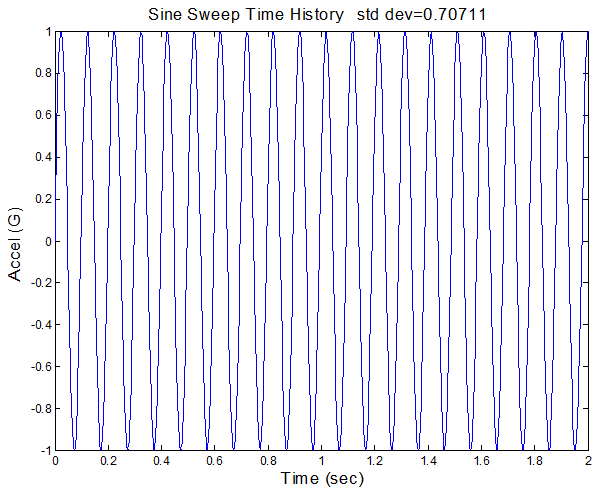 Sine Sweep Time History  std dev=0.70711
1
0.8
0.6
0.4
0.2
0
-0.2
-0.4
-0.6
-0.8
-1
Accel (G)
0 0.2 0.4 0.6 0.8 1 1.2 1.4 1.6 1.8 2
Time (sec)